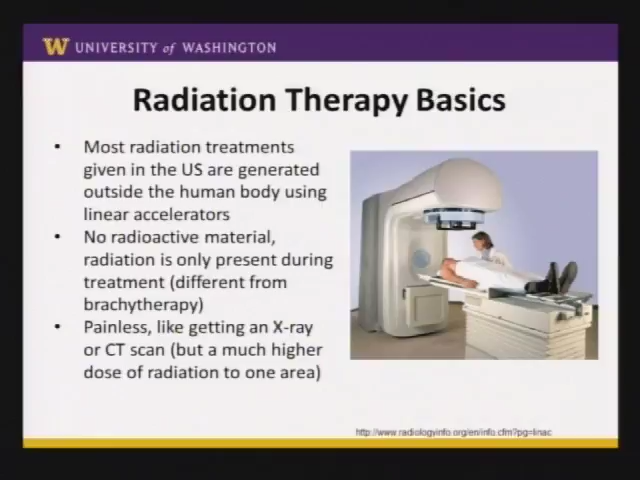 W UNIVERSITY of WASHINGTON
Radiation Therapy Basics
• Most radiation treatments
given in the US are generated
outside the human body using
linear accelerators
• No radioactive material,
radiation is only present during
treatment (different from
brachytherapy)
• Painless, like getting an X-ray
or CT scan (but a much higher
dose of radiation to one area)
http://www.radiologyinfo.org/en/info.cfm?pg=linac